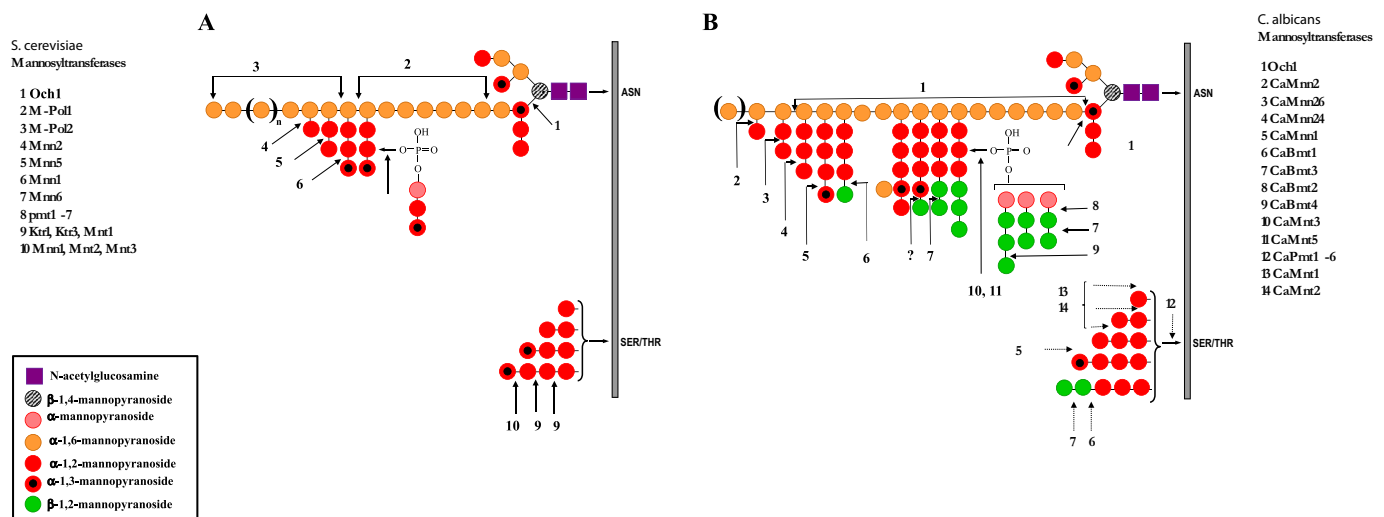 A
B
S. cerevisiae
Mannosyltransferases
1 Och1
2 M-Pol1
3 M-Pol2
4 Mnn2
5 Mnn5
6 Mnn1
7 Mnn6
8 pmt1 -7
9 Ktr1, Ktr3, Mnt1
10 Mnn1, Mnt2, Mnt3
3
2
n
ASN
1
4
5
6
OH
O P O
O
SER/THR
10 9 9
N-acetylglucosamine
β-1,4-mannopyranoside
α-mannopyranoside
α-1,6-mannopyranoside
α-1,2-mannopyranoside
α-1,3-mannopyranoside
β-1,2-mannopyranoside
C. albicans
Mannosyltransferases
1 Och1
2 CaMnn2
3 CaMnn26
4 CaMnn24
5 CaMnn1
6 CaBmt1
7 CaBmt3
8 CaBmt2
9 CaBmt4
10 CaMnt3
11 CaMnt5
12 CaPmt1 -6
13 CaMnt1
14 CaMnt2
1
ASN
1
2
3
4
5
6
?
7
OH
O P O
O
8
7
9
10, 11
13
14
12
5
SER/THR
7 6